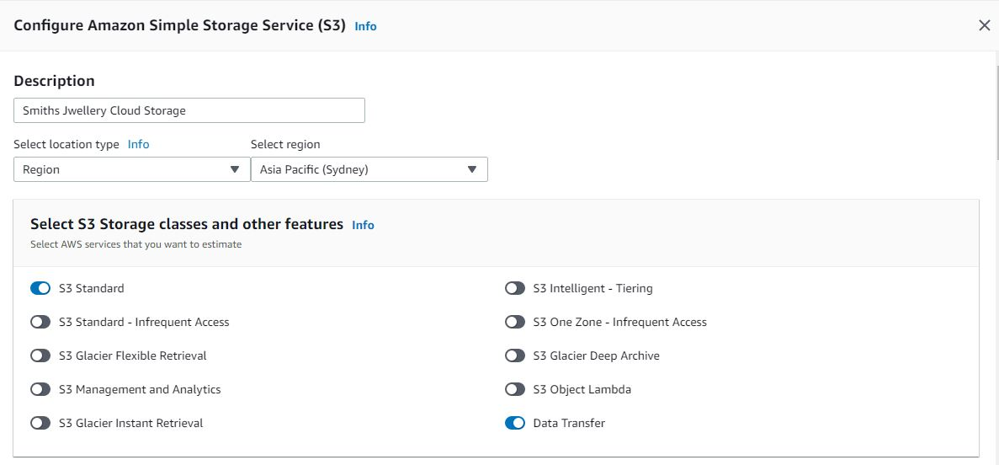 Configure Amazon Simple Storage Service (S3) Info
Description
Smiths Jwellery Cloud Storage
Select location type Info Select region
Region Asia Pacific (Sydney)
Select S3 Storage classes and other features Info
Select AWS services that you want to estimate
S3 Standard S3 Intelligent - Tiering
S3 Standard - Infrequent Access S3 One Zone - Infrequent Access
S3 Glacier Flexible Retrieval S3 Glacier Deep Archive
S3 Management and Analytics S3 Object Lambda
S3 Glacier Instant Retrieval Data Transfer